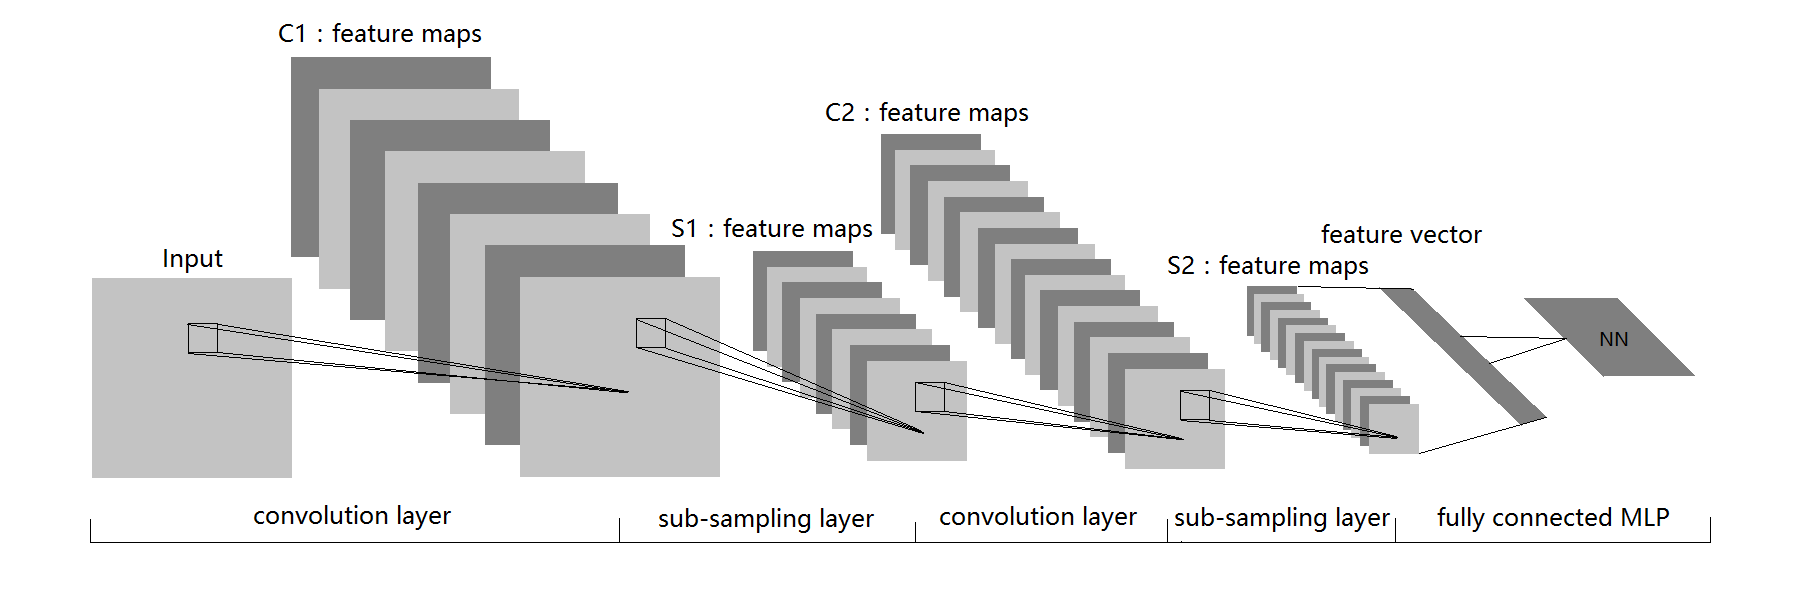 C1：feature maps
C2：feature maps
S1：feature maps
feature vector
Input
S2：feature maps
NN
convolution layer
sub-sampling layer
convolution layer
sub-sampling layer
fully connected MLP